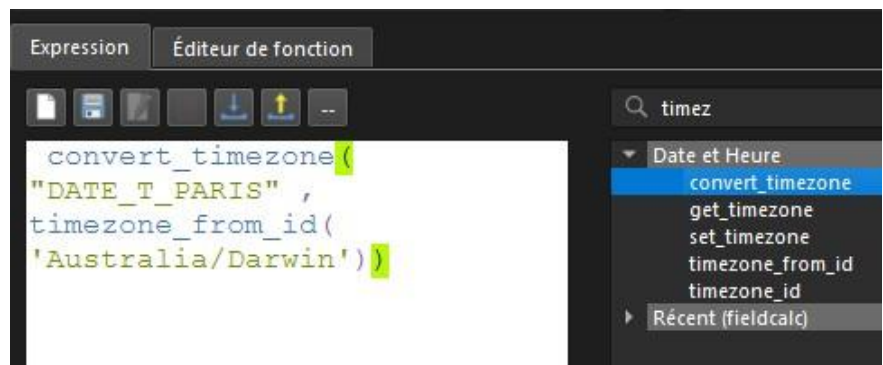 Expression
Éditeur de fonction
--
timez
convert_timezone(
"DATE_T_PARIS" ,
timezone_from_id(
'Australia/Darwin'))
Date et Heure
convert_timezone
get_timezone
set_timezone
timezone_from_id
timezone_id
Récent (fieldcalc)